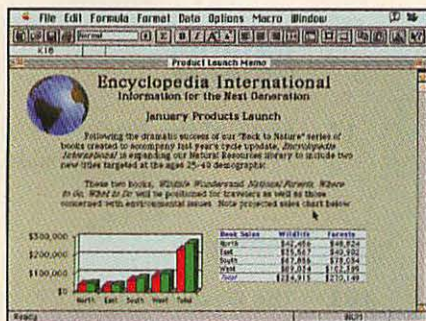 File Edit Formula Format Data Options Macro Window
Normal
K18
Product Launch Memo
Encyclopedia International
Information for the Next Generation
January Products Launch
Following the dramatic success of our "Back to Nature" series of
books created to accompany last year's cycle update, Encyclopedia
International is expanding our Natural Resources library to include two
new titles targeted at the ages 25-40 demographic.
These two books, Wildlife Wonders and National Forests, Where
to Go, What to Do will be positioned for travelers as well as those
concerned with environmental issues. Note projected sales chart below
$300,000
$200,000
$100,000
$0
North East South West Total
Book Sales Wildlife Forests
North
East
South
West
Total
Ready NUM